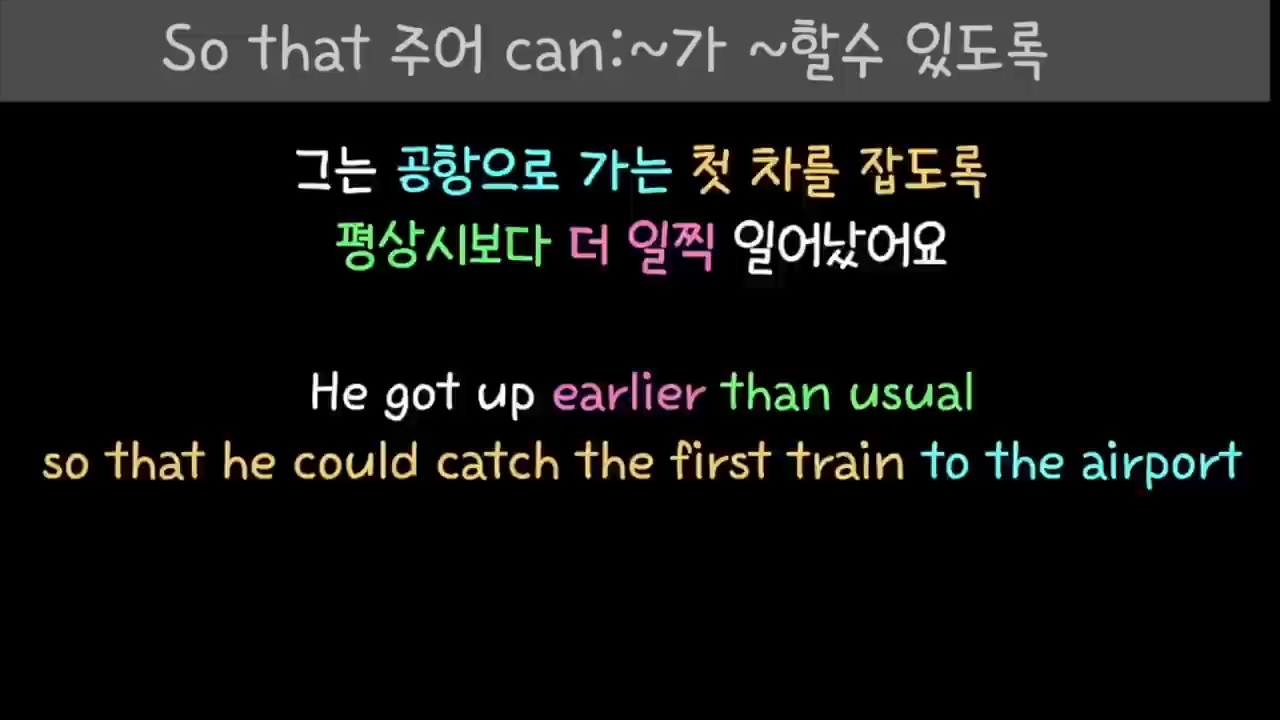 So that 주어 can:~가 ~할수 있도록
그는 공항으로 가는 첫 차를 잡도록
평상시보다 더 일찍 일어났어요
He got up earlier than usual
so that he could catch the first train to the airport